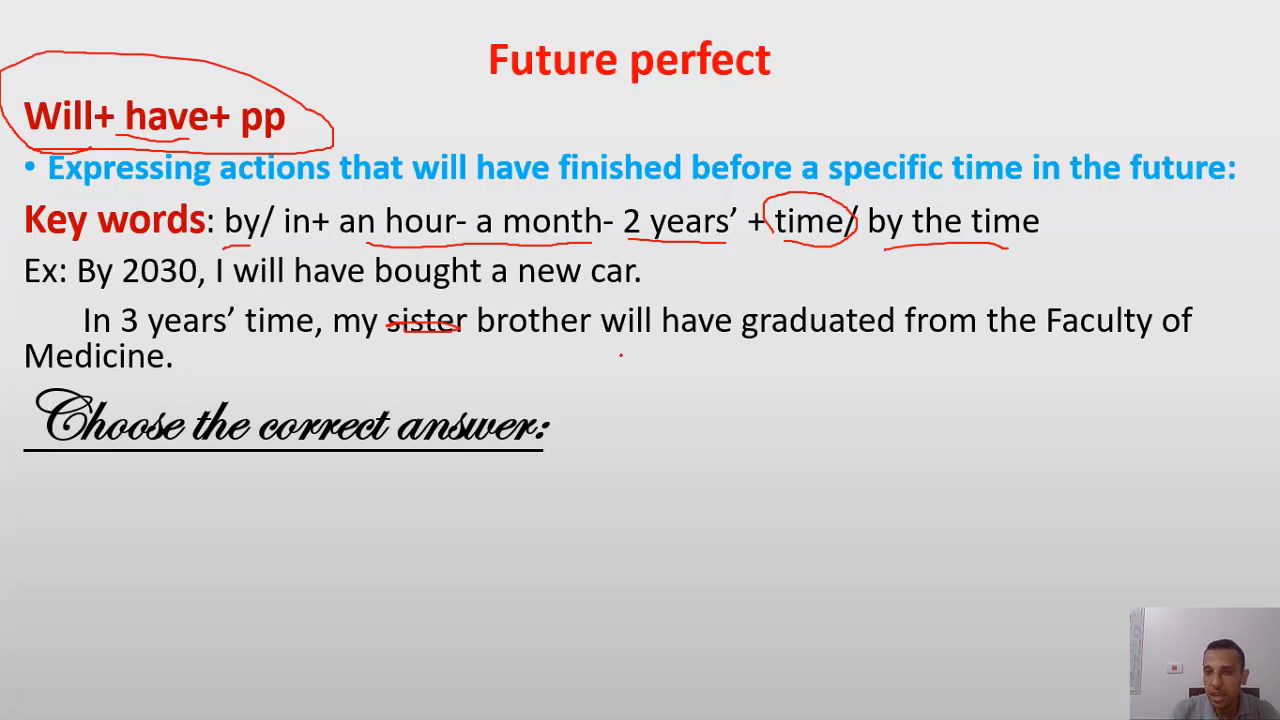 Future perfect
Will+ have+ pp
• Expressing actions that will have finished before a specific time in the future:
Key words: by/ in+ an hour- a month- 2 years’ + time/ by the time
Ex: By 2030, I will have bought a new car.
In 3 years’ time, my sister brother will have graduated from the Faculty of
Medicine.
Choose the correct answer: